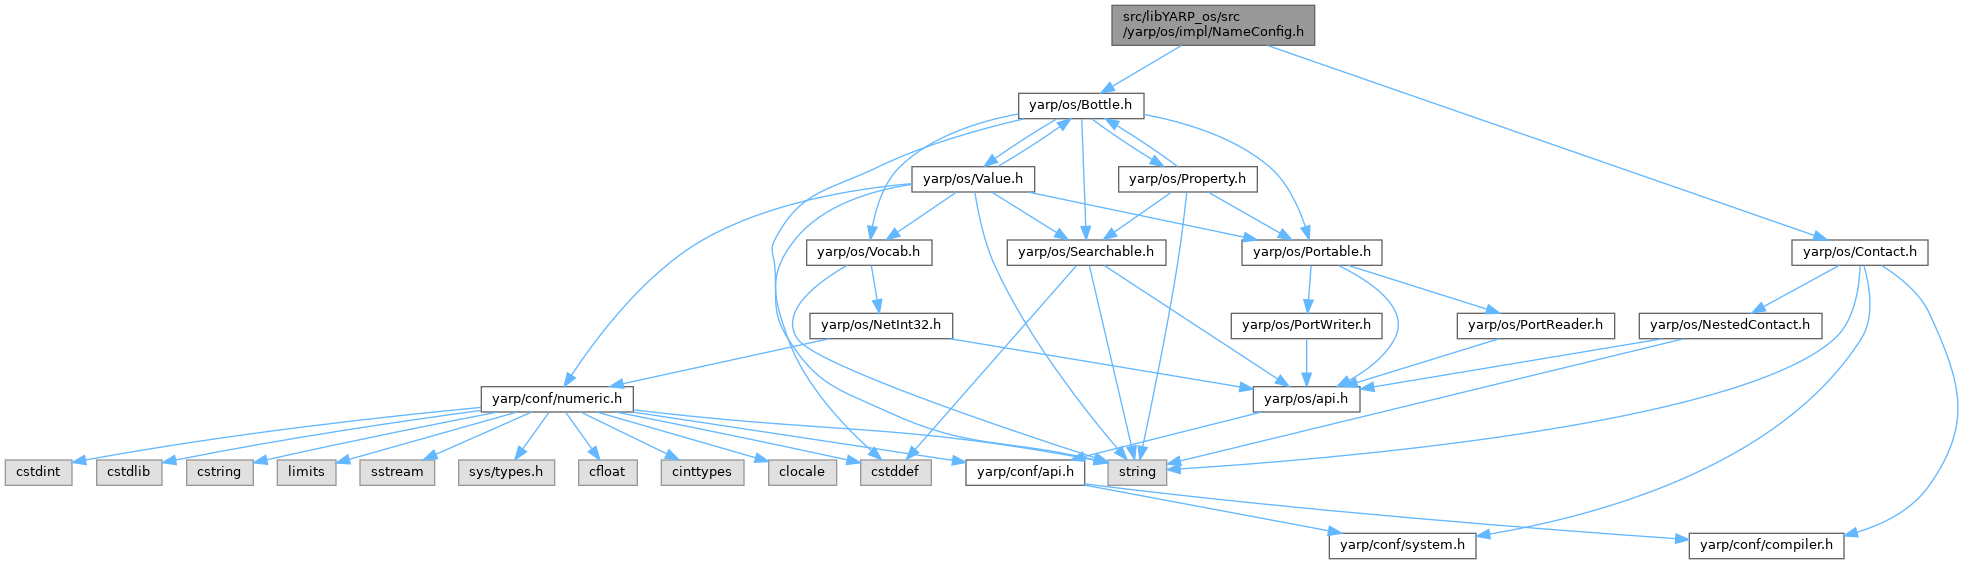 src/libYARP_os/src
/yarp/os/impl/NameConfig.h
yarp/os/Bottle.h
yarp/os/Value.h
yarp/os/Property.h
yarp/os/Vocab.h
yarp/os/Searchable.h
yarp/os/Portable.h
yarp/os/Contact.h
yarp/os/NetInt32.h
yarp/os/PortWriter.h
yarp/os/PortReader.h
yarp/os/NestedContact.h
yarp/conf/numeric.h
yarp/os/api.h
cstdint
cstdlib
cstring
limits
sstream
sys/types.h
cfloat
cinttypes
clocale
cstddef
yarp/conf/api.h
string
yarp/conf/system.h
yarp/conf/compiler.h